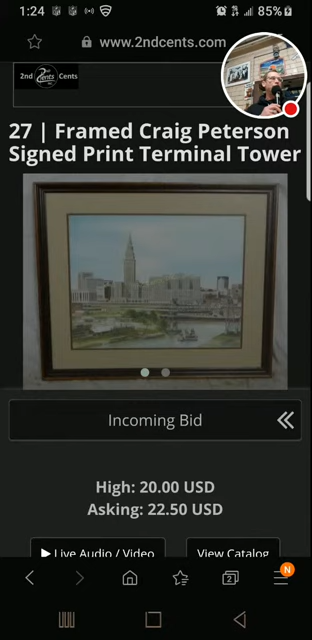 1:24
85%
www.2ndcents.com
2nd Cents
27 | Framed Craig Peterson
Signed Print Terminal Tower
Incoming Bid
High: 20.00 USD
Asking: 22.50 USD
Live Audio / Video
View Catalog
2
N